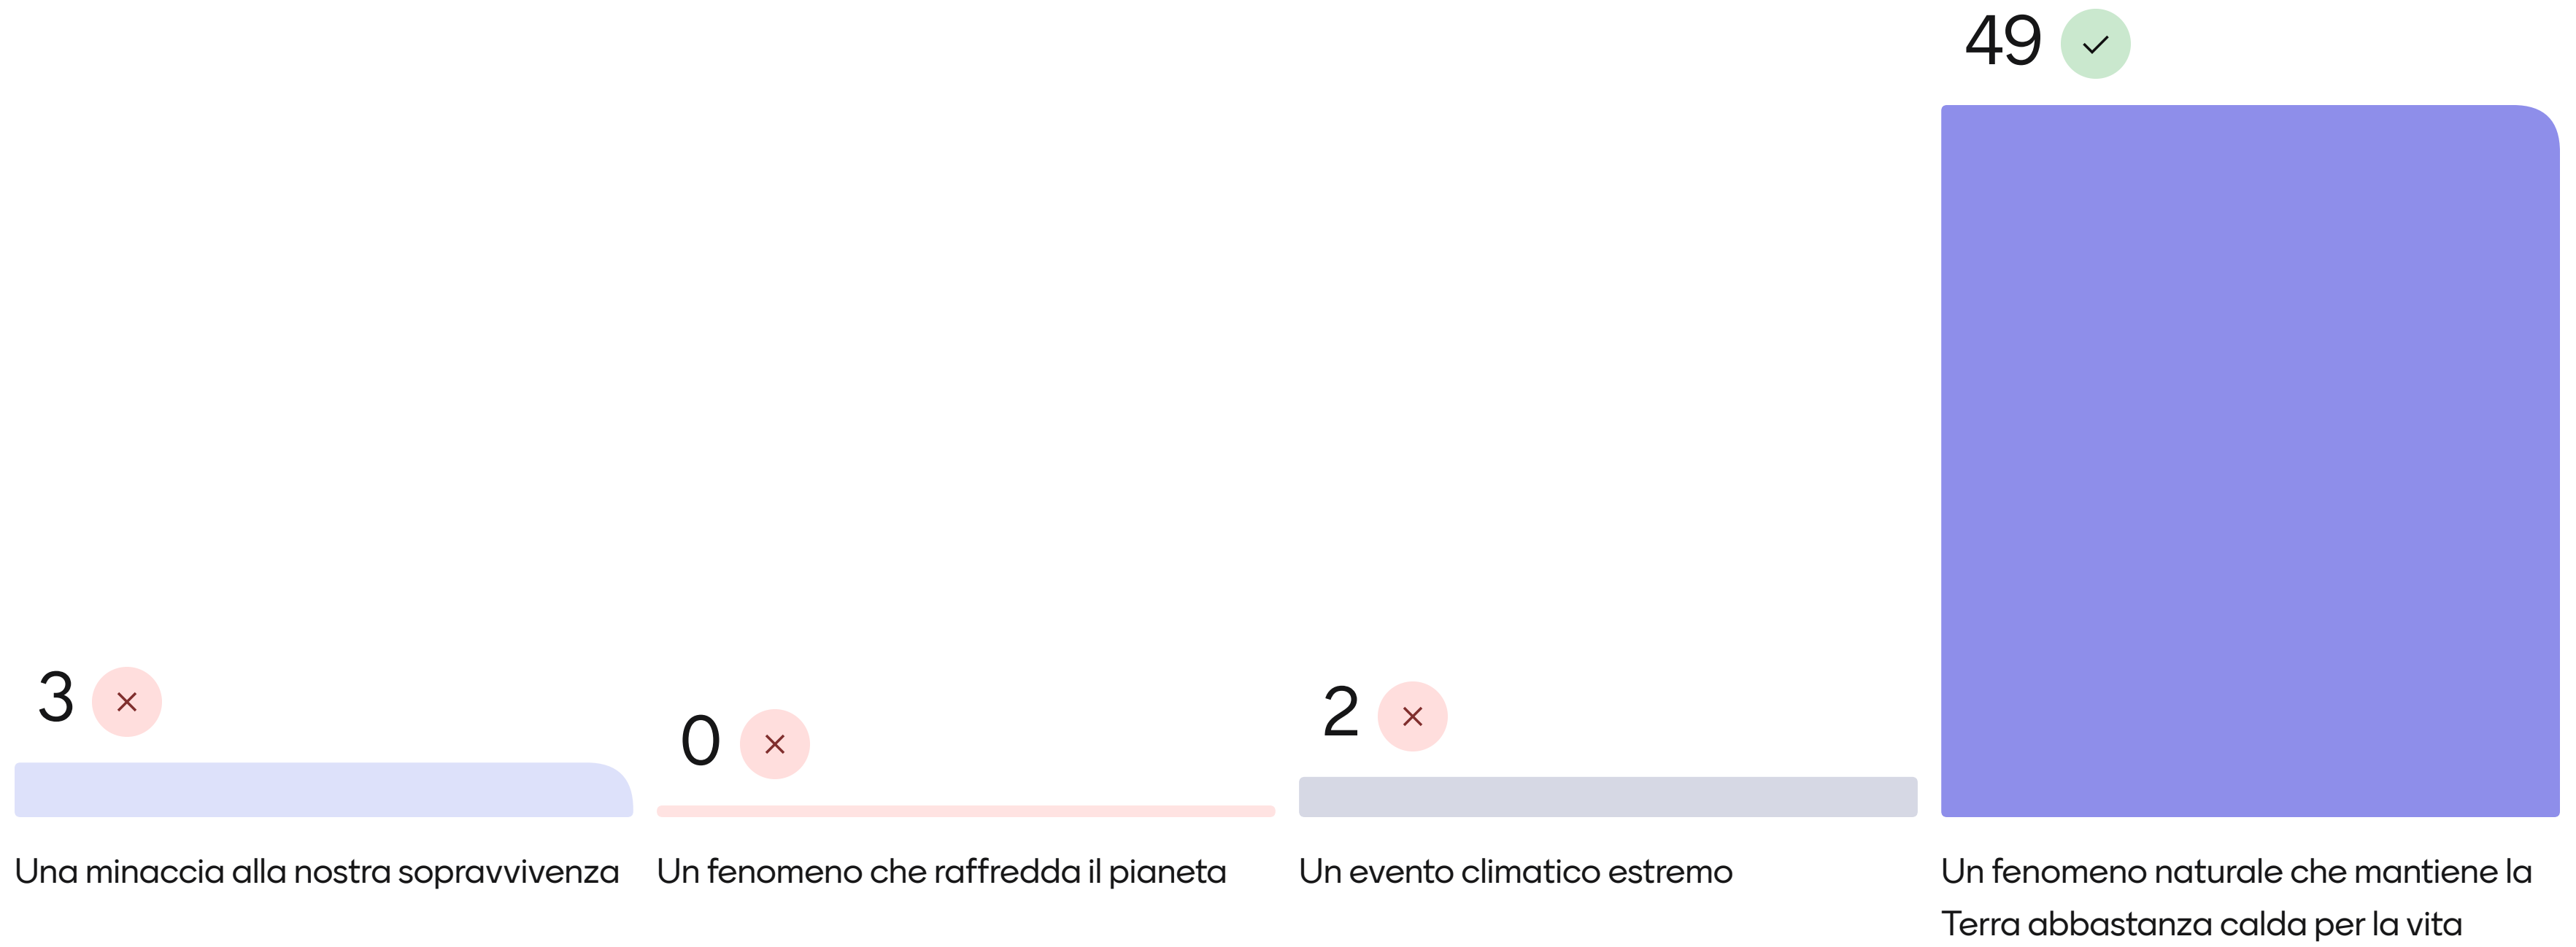 49
3
0
2
Una minaccia alla nostra sopravvivenza
Un fenomeno che raffredda il pianeta
Un evento climatico estremo
Un fenomeno naturale che mantiene la
Terra abbastanza calda per la vita